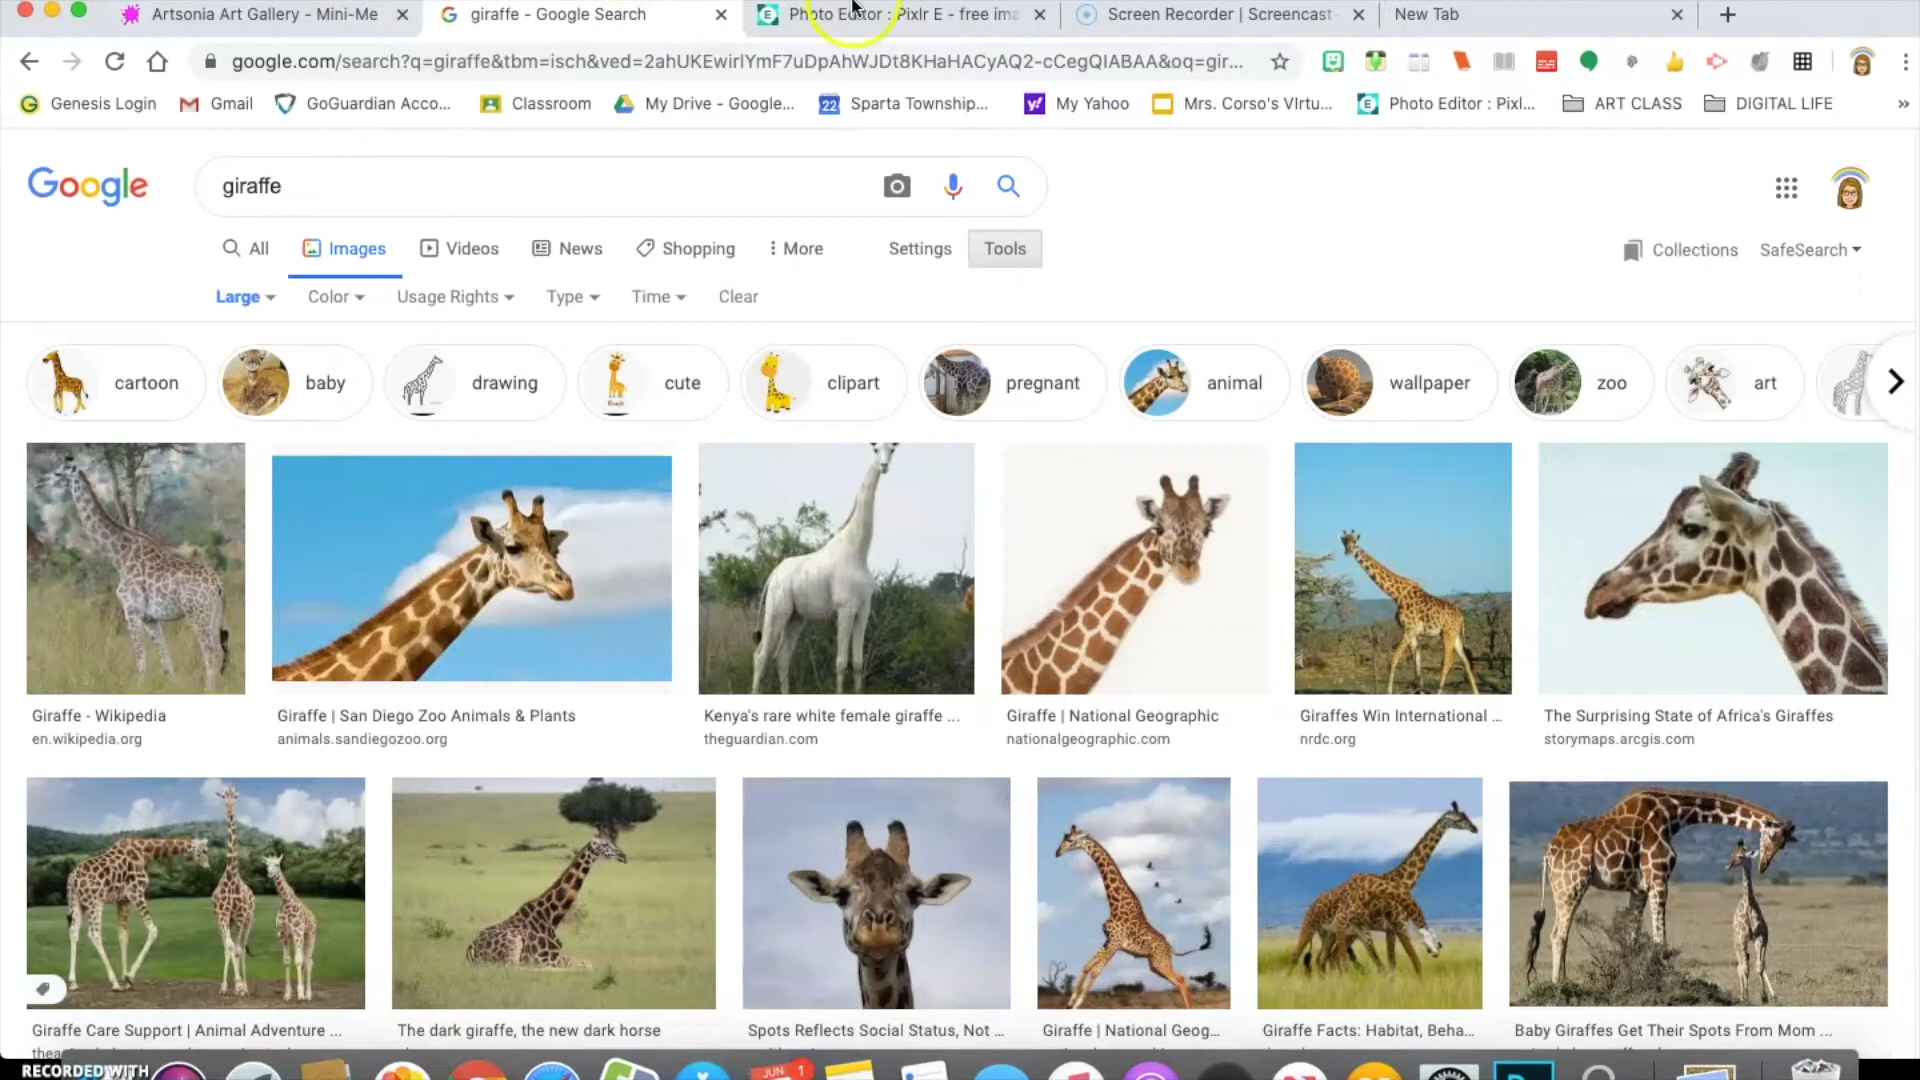 Artsonia Art Gallery - Mini-Me
giraffe - Google Search
Photo Editor : Pixlr E - free ima
Screen Recorder | Screencast-
New Tab
google.com/search?q=giraffe&tbm=isch&ved=2ahUKEwirlYmF7uDpAhWJDt8KHaHACyAQ2-cCegQIABAA&oq=gir...
Genesis Login
Gmail
GoGuardian Acco...
Classroom
My Drive - Google...
22
Sparta Township...
My Yahoo
Mrs. Corso's VIrtu...
Photo Editor : Pixl...
ART CLASS
DIGITAL LIFE
»
Google
giraffe
All
Images
Videos
News
Shopping
More
Settings
Tools
Collections
SafeSearch
Large
Color
Usage Rights
Type
Time
Clear
cartoon
baby
drawing
cute
clipart
pregnant
animal
wallpaper
zoo
art
Giraffe - Wikipedia
en.wikipedia.org
Giraffe | San Diego Zoo Animals & Plants
animals.sandiegozoo.org
Kenya's rare white female giraffe ...
theguardian.com
Giraffe | National Geographic
nationalgeographic.com
Giraffes Win International ...
nrdc.org
The Surprising State of Africa's Giraffes
storymaps.arcgis.com
Giraffe Care Support | Animal Adventure ...
The dark giraffe, the new dark horse
Spots Reflects Social Status, Not ...
Giraffe | National Geog...
Giraffe Facts: Habitat, Beha...
Baby Giraffes Get Their Spots From Mom ...
RECORDED WITH
JUN 1